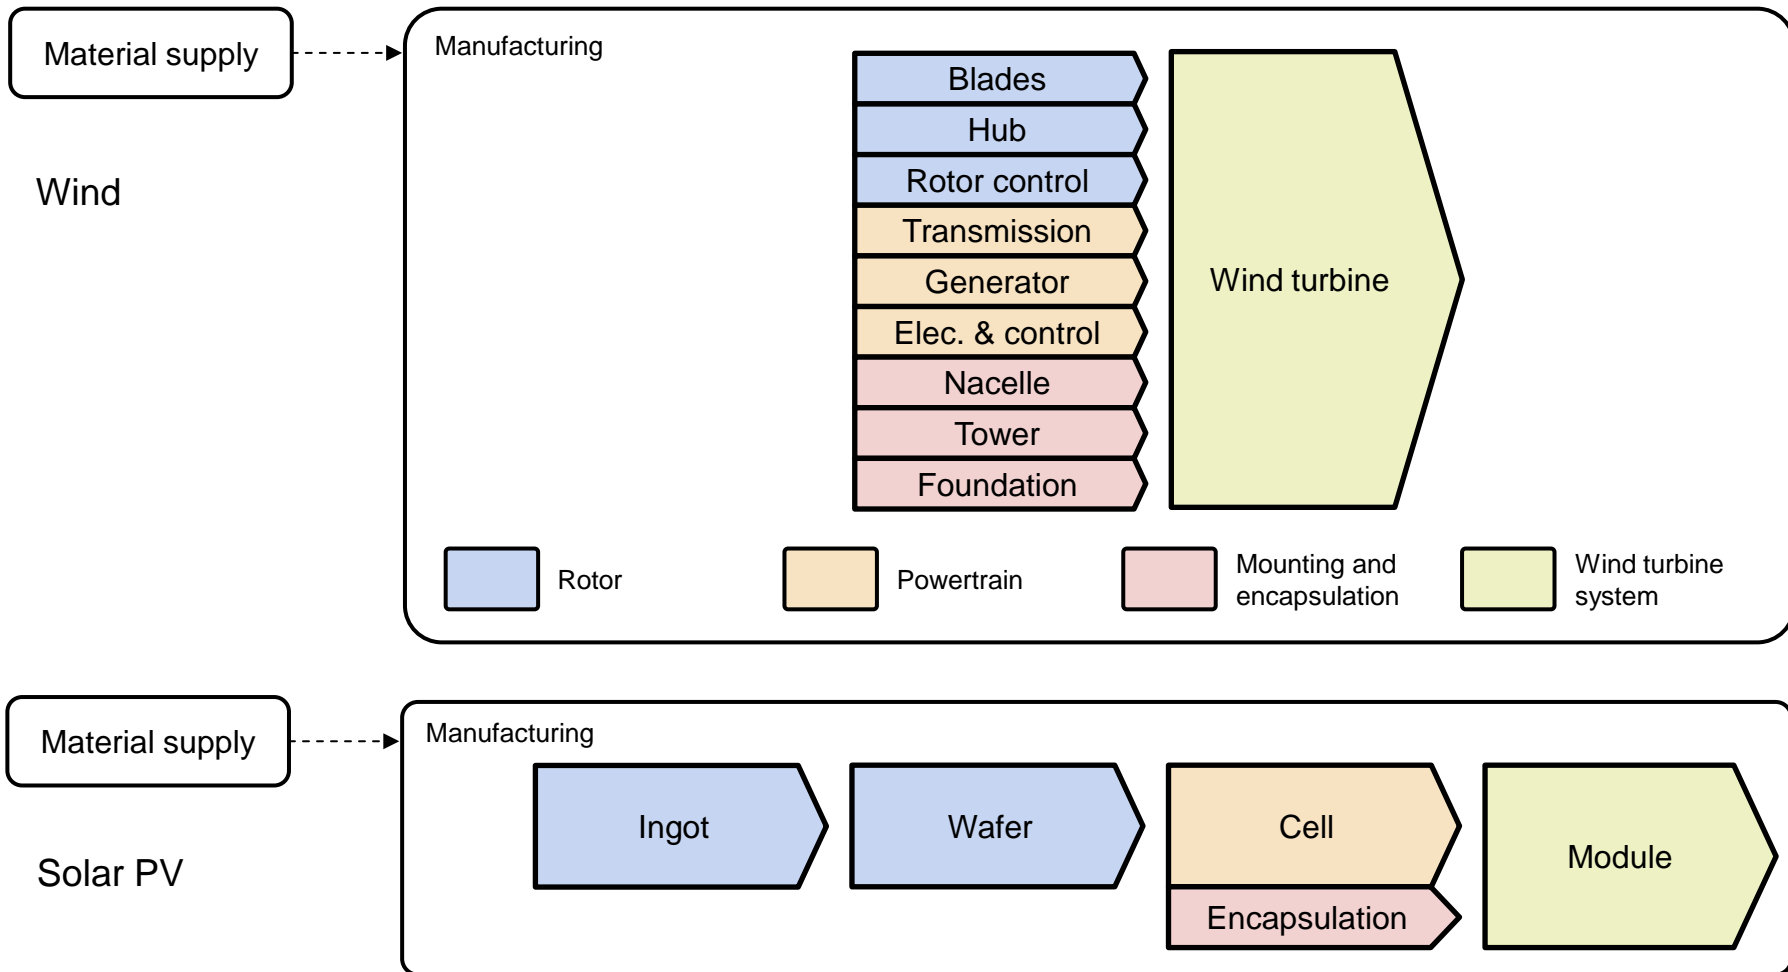 Material supply
Manufacturing
Wind
Blades
Hub
Rotor control
Transmission
Generator
Elec. & control
Nacelle
Tower
Foundation
Wind turbine
Rotor
Powertrain
Mounting and
encapsulation
Wind turbine
system
Material supply
Manufacturing
Solar PV
Ingot
Wafer
Cell
Encapsulation
Module